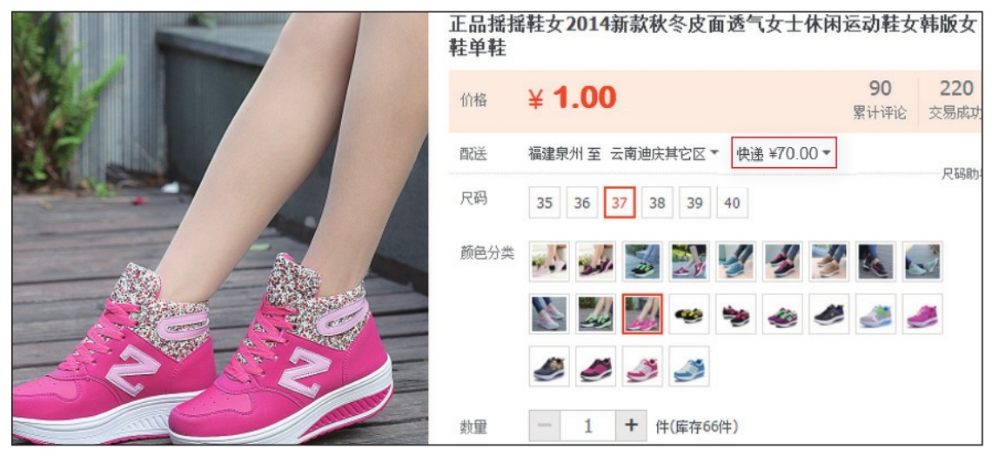 正品摇摇鞋女2014新款秋冬皮面透气女士休闲运动鞋女韩版女
鞋单鞋
价格 ¥ 1.00
90 累计评论
220 交易成功
配送 福建泉州 至 云南迪庆其它区 快递 ¥70.00
尺码助
尺码 35 36 37 38 39 40
颜色分类
数量 − 1 + 件(库存66件)
Z Z